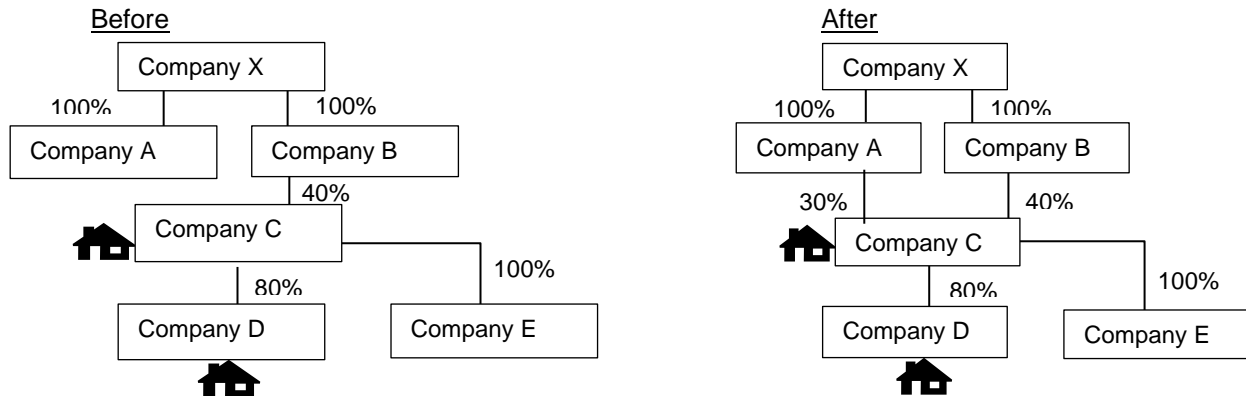 Before
Company X
100%
100%
Company A
Company B
40%
Company C
100%
80%
Company D
Company E
After
Company X
100%
100%
Company A
Company B
30%
40%
Company C
100%
80%
Company D
Company E